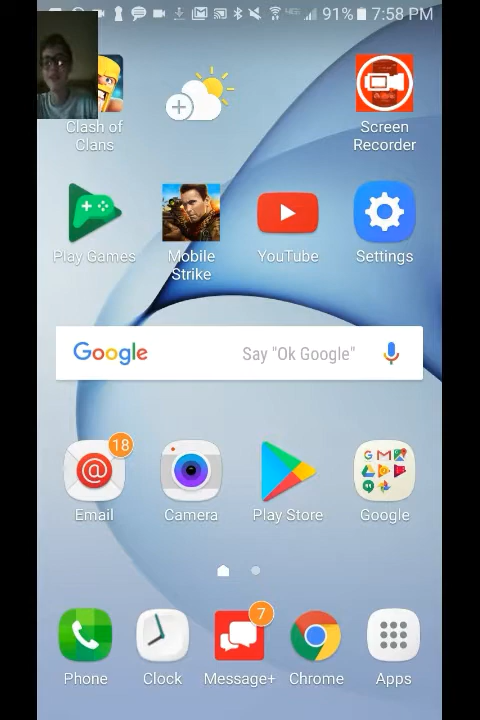 91% 7:58 PM
Clash of
Clans
Screen
Recorder
Play Games
Mobile
Strike
YouTube
Settings
Google
Say "Ok Google"
18
Email
Camera
Play Store
Google
7
Phone
Clock
Message+
Chrome
Apps